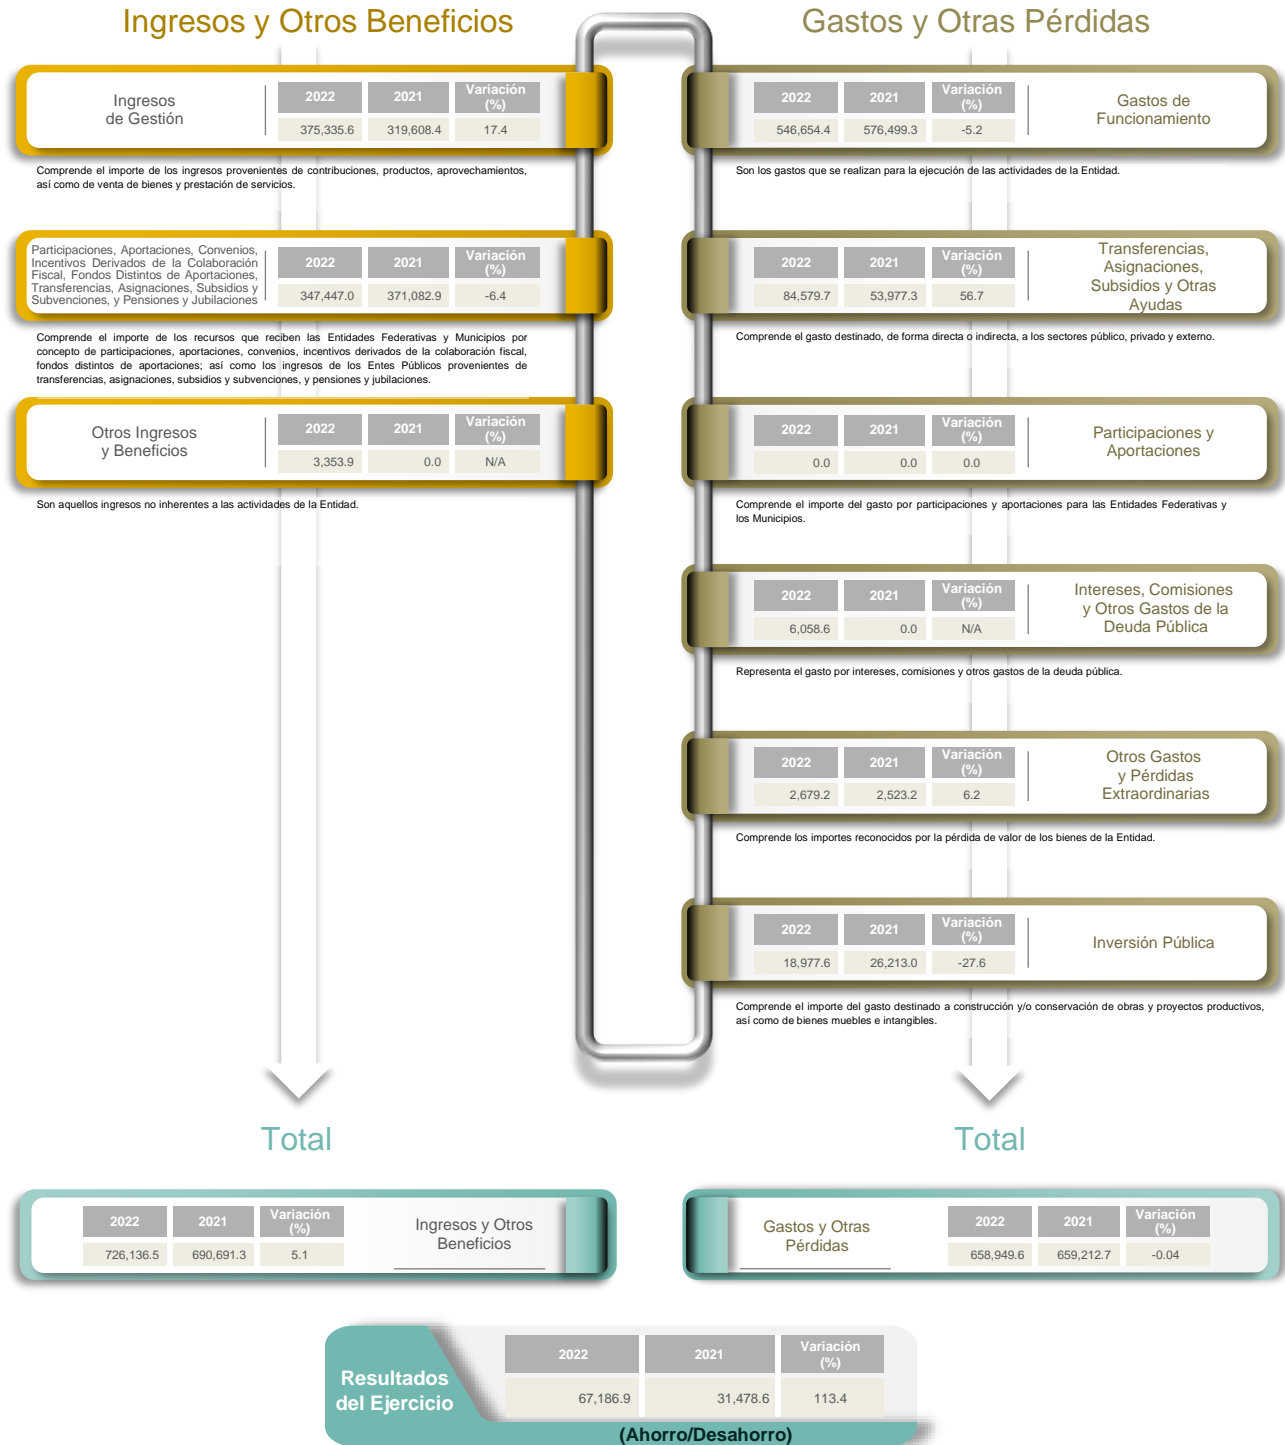 Ingresos y Otros Beneficios
Ingresos
de Gestión
2022 2021 Variación
(%)
375,335.6 319,608.4 17.4
Comprende el importe de los ingresos provenientes de contribuciones, productos, aprovechamientos,
así como de venta de bienes y prestación de servicios.
Participaciones, Aportaciones, Convenios,
Incentivos Derivados de la Colaboración
Fiscal, Fondos Distintos de Aportaciones,
Transferencias, Asignaciones, Subsidios y
Subvenciones, y Pensiones y Jubilaciones
2022 2021 Variación
(%)
347,447.0 371,082.9 -6.4
Comprende el importe de los recursos que reciben las Entidades Federativas y Municipios por
concepto de participaciones, aportaciones, convenios, incentivos derivados de la colaboración fiscal,
fondos distintos de aportaciones; así como los ingresos de los Entes Públicos provenientes de
transferencias, asignaciones, subsidios y subvenciones, y pensiones y jubilaciones.
Otros Ingresos
y Beneficios
2022 2021 Variación
(%)
3,353.9 0.0 N/A
Son aquellos ingresos no inherentes a las actividades de la Entidad.
Gastos y Otras Pérdidas
2022 2021 Variación
(%)
546,654.4 576,499.3 -5.2
Gastos de
Funcionamiento
Son los gastos que se realizan para la ejecución de las actividades de la Entidad.
2022 2021 Variación
(%)
84,579.7 53,977.3 56.7
Transferencias,
Asignaciones,
Subsidios y Otras
Ayudas
Comprende el gasto destinado, de forma directa o indirecta, a los sectores público, privado y externo.
2022 2021 Variación
(%)
0.0 0.0 0.0
Participaciones y
Aportaciones
Comprende el importe del gasto por participaciones y aportaciones para las Entidades Federativas y
los Municipios.
2022 2021 Variación
(%)
6,058.6 0.0 N/A
Intereses, Comisiones
y Otros Gastos de la
Deuda Pública
Representa el gasto por intereses, comisiones y otros gastos de la deuda pública.
2022 2021 Variación
(%)
2,679.2 2,523.2 6.2
Otros Gastos
y Pérdidas
Extraordinarias
Comprende los importes reconocidos por la pérdida de valor de los bienes de la Entidad.
2022 2021 Variación
(%)
18,977.6 26,213.0 -27.6
Inversión Pública
Comprende el importe del gasto destinado a construcción y/o conservación de obras y proyectos productivos,
así como de bienes muebles e intangibles.
Total
2022 2021 Variación
(%)
726,136.5 690,691.3 5.1
Ingresos y Otros
Beneficios
Total
Gastos y Otras
Pérdidas
2022 2021 Variación
(%)
658,949.6 659,212.7 -0.04
Resultados
del Ejercicio
2022 2021 Variación
(%)
67,186.9 31,478.6 113.4
(Ahorro/Desahorro)